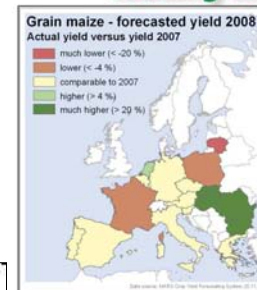 Grain maize - forecasted yield 2008
Actual yield versus yield 2007
much lower (< -20 %)
lower (< -4 %)
comparable to 2007
higher (> 4 %)
much higher (> 20 %)